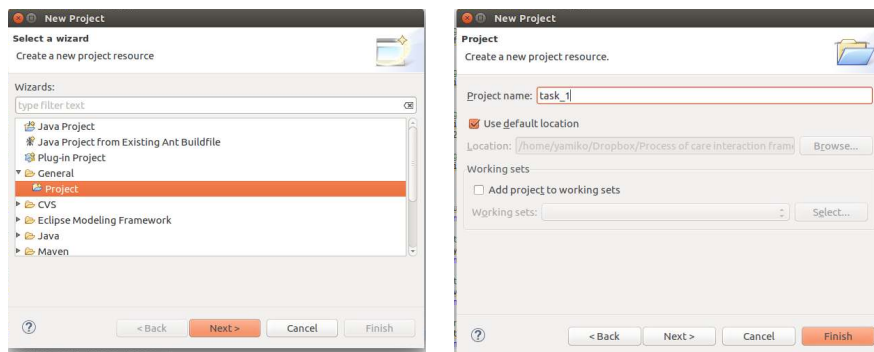 New Project
Select a wizard
Create a new project resource
Wizards:
type filter text
Java Project
Java Project from Existing Ant Buildfile
Plug-in Project
General
Project
CVS
Eclipse Modeling Framework
Java
Maven
? < Back Next > Cancel Finish
New Project
Project
Create a new project resource.
Project name: task_1
Use default location
Location: /home/yamiko/Dropbox/Process of care interaction Browse...
Working sets
Add project to working sets
Working sets: Select...
? < Back Next > Cancel Finish